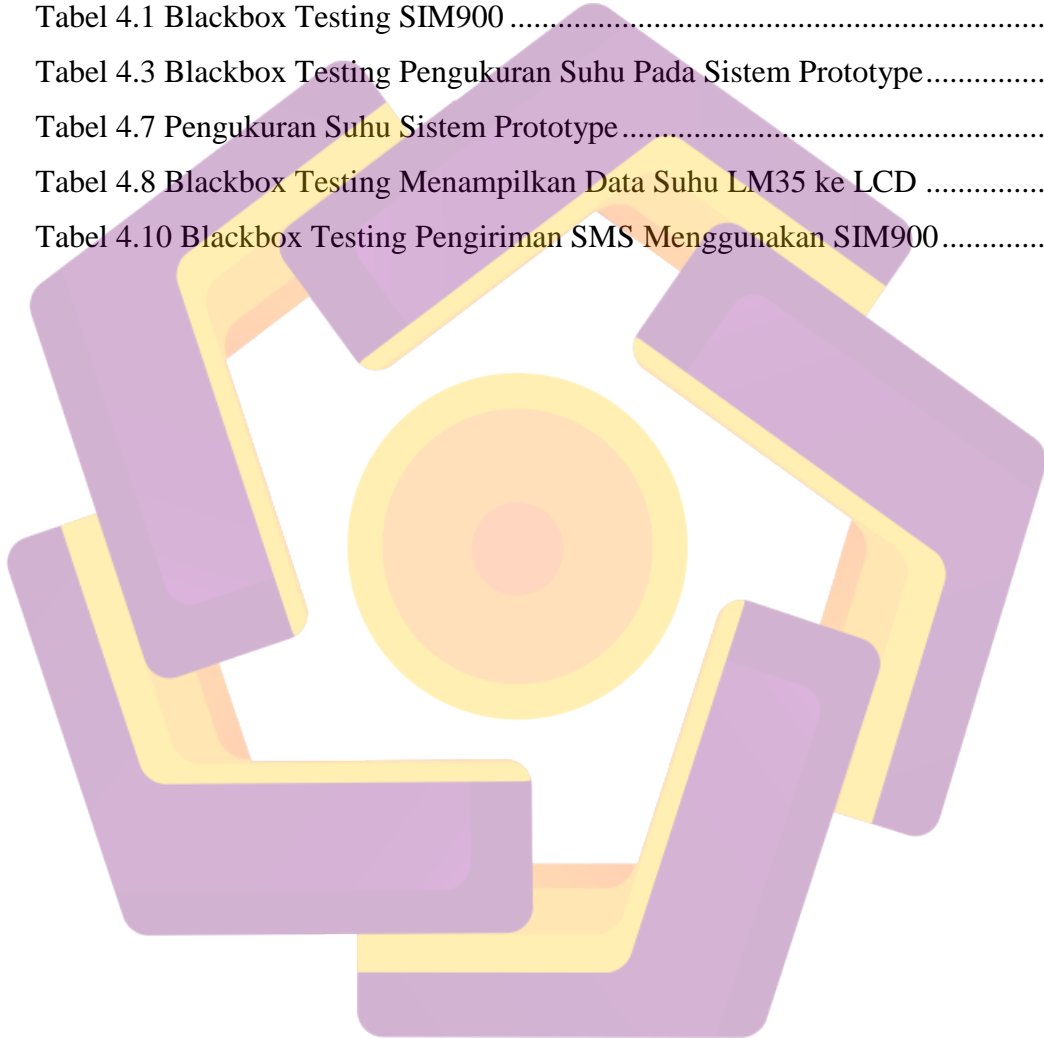 Tabel 4.1 Blackbox Testing SIM900 ..................................................................
Tabel 4.3 Blackbox Testing Pengukuran Suhu Pada Sistem Prototype...............
Tabel 4.7 Pengukuran Suhu Sistem Prototype.....................................................
Tabel 4.8 Blackbox Testing Menampilkan Data Suhu LM35 ke LCD ...............
Tabel 4.10 Blackbox Testing Pengiriman SMS Menggunakan SIM900.............